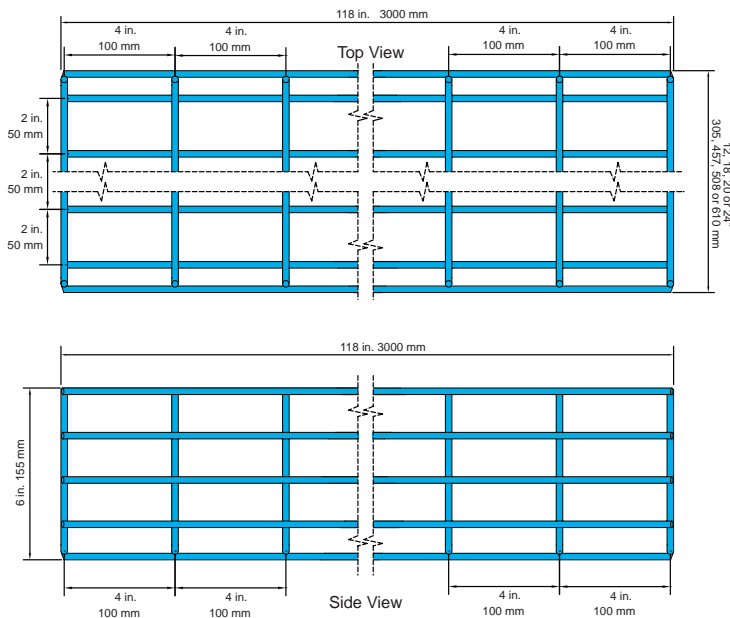 118 in.   3000 mm
4 in.
100 mm
4 in.
100 mm
Top View
4 in.
100 mm
4 in.
100 mm
2 in.
50 mm
2 in.
50 mm
2 in.
50 mm
12, 18, 20 or 24"
305, 457, 508 or 610 mm
118 in. 3000 mm
6 in. 155 mm
4 in.
100 mm
4 in.
100 mm
Side View
4 in.
100 mm
4 in.
100 mm